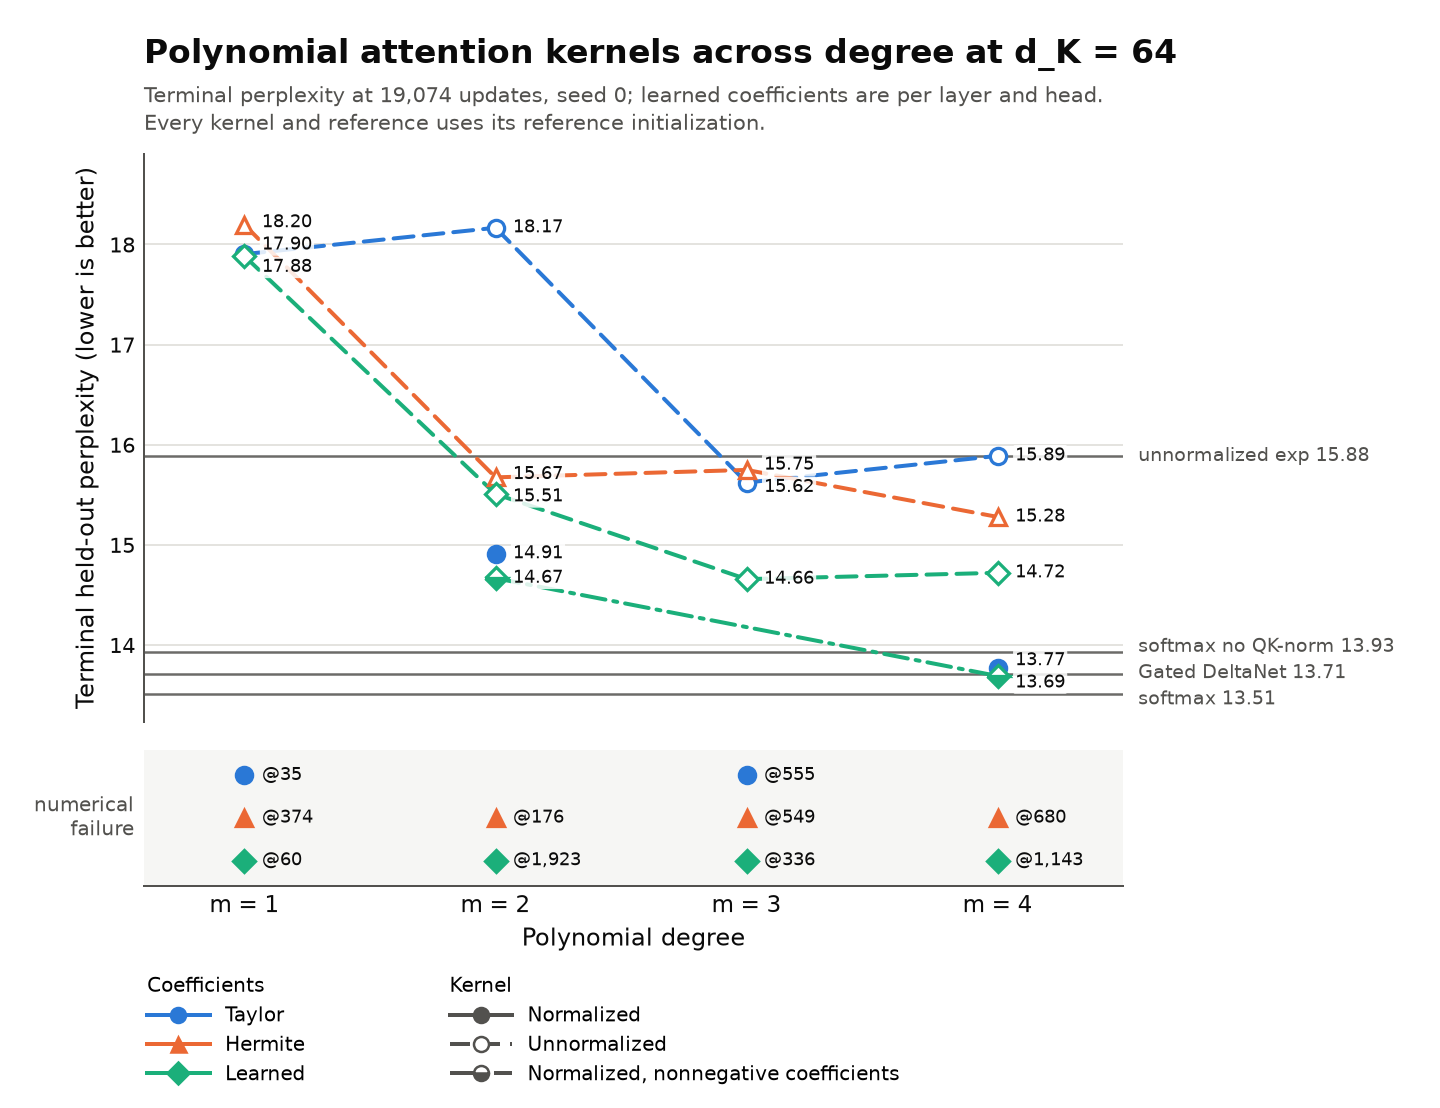 Polynomial attention kernels across degree at d_K = 64
Terminal perplexity at 19,074 updates, seed 0; learned coefficients are per layer and head.
Every kernel and reference uses its reference initialization.
Terminal held-out perplexity (lower is better)
18
17
16
15
14
18.20
17.90
17.88
18.17
15.67
15.51
14.91
14.67
15.75
15.62
14.66
15.89
15.28
14.72
13.77
13.69
unnormalized exp 15.88
softmax no QK-norm 13.93
Gated DeltaNet 13.71
softmax 13.51
numerical
failure
@35
@555
@374
@176
@549
@680
@60
@1,923
@336
@1,143
m = 1
m = 2
m = 3
m = 4
Polynomial degree
Coefficients
Taylor
Hermite
Learned
Kernel
Normalized
Unnormalized
Normalized, nonnegative coefficients